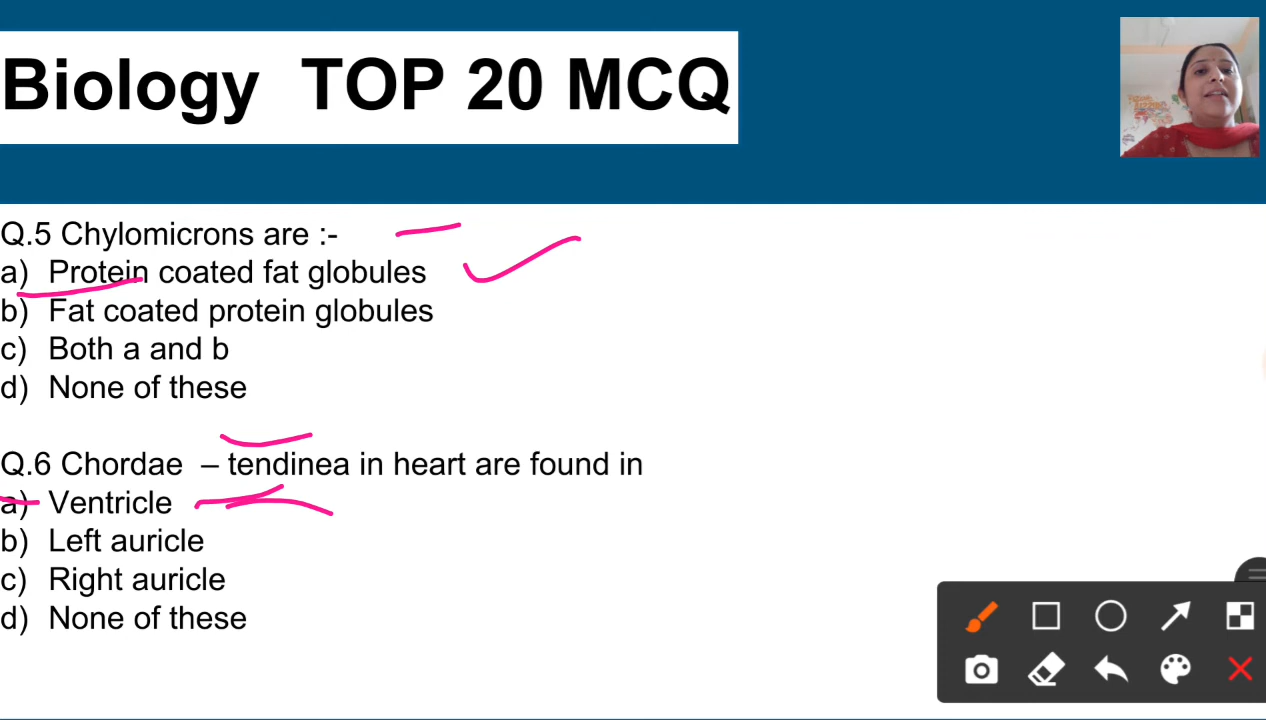 Biology TOP 20 MCQ
Q.5 Chylomicrons are :-
a) Protein coated fat globules
b) Fat coated protein globules
c) Both a and b
d) None of these
Q.6 Chordae – tendinea in heart are found in
a) Ventricle
b) Left auricle
c) Right auricle
d) None of these